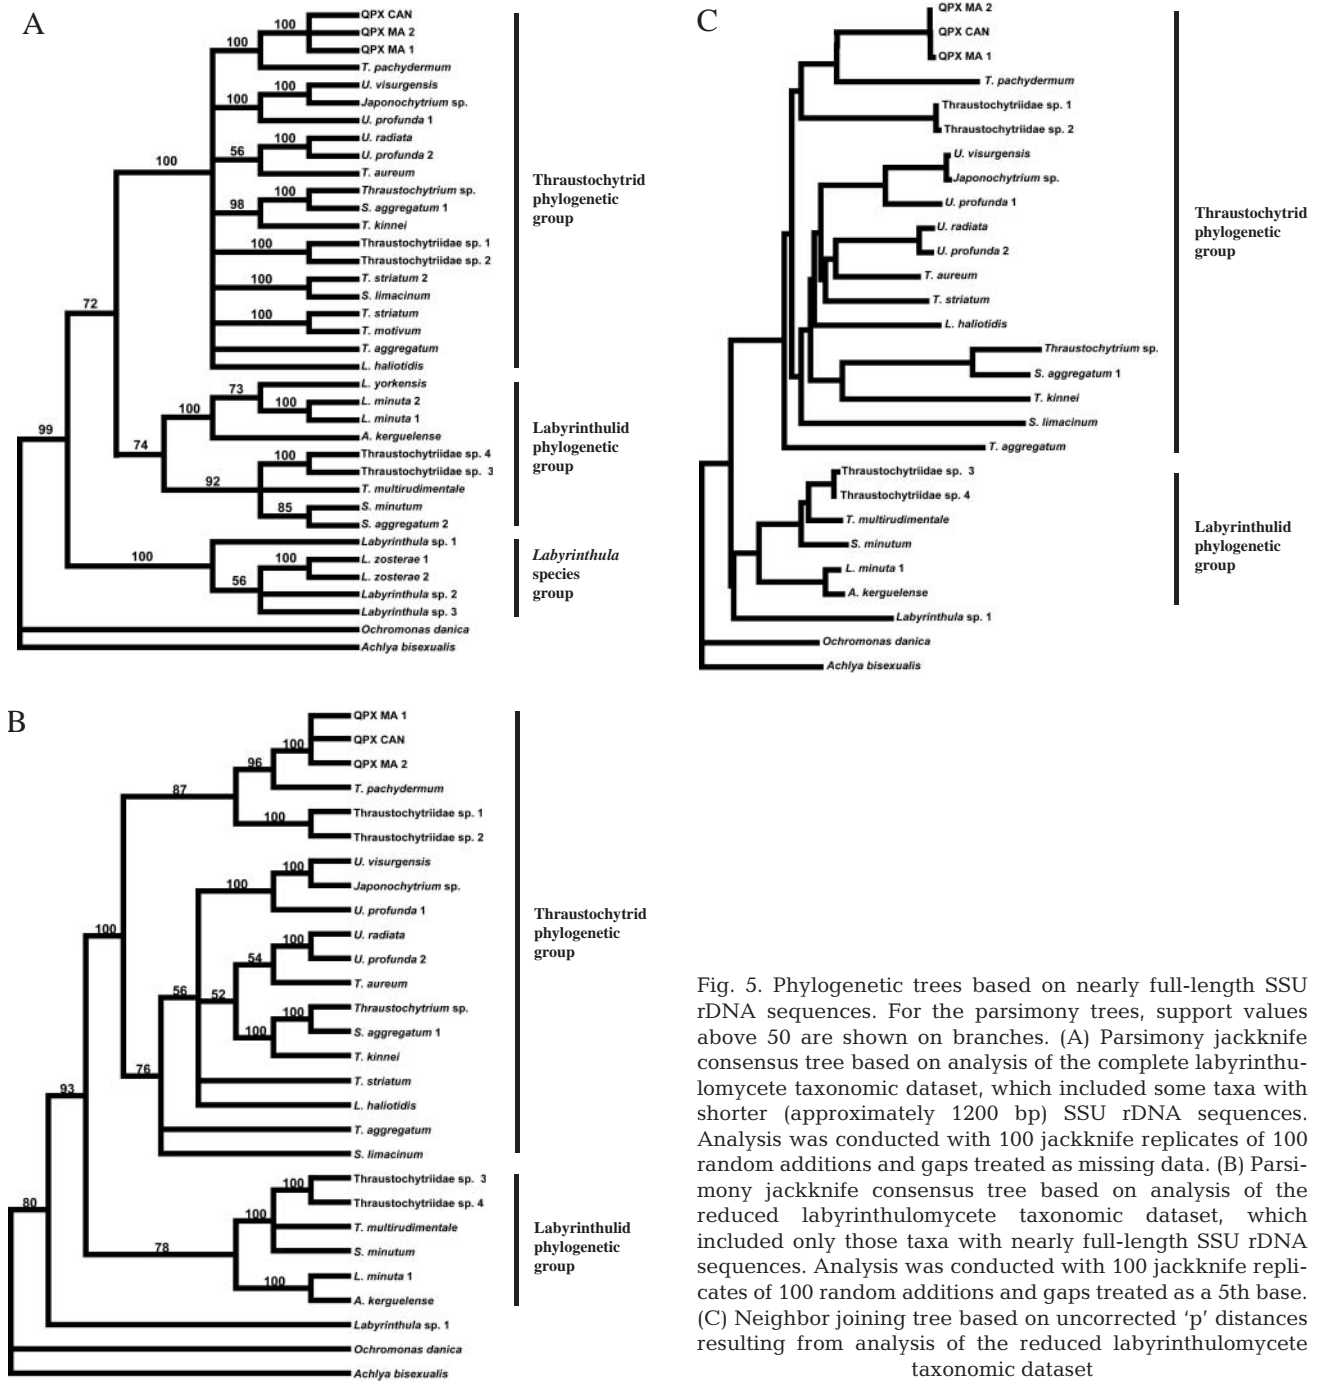 A
QPX CAN
100
QPX MA 2
100
QPX MA 1
T. pachydermum
U. visurgensis
100
Japonochytrium sp.
100
U. profunda 1
U. radiata
100
U. profunda 2
56
T. aureum
Thraustochytrium sp.
100
S. aggregatum 1
98
T. kinnei
Thraustochytriidae sp. 1
100
Thraustochytriidae sp. 2
T. striatum 2
100
S. limacinum
T. striatum
100
T. motivum
T. aggregatum
L. haliotidis
100
72
99
L. yorkensis
73
L. minuta 2
100
L. minuta 1
100
A. kerguelense
74
Thraustochytriidae sp. 4
100
Thraustochytriidae sp. 3
92
T. multirudimentale
S. minutum
85
S. aggregatum 2
Labyrinthula sp. 1
100
L. zosterae 1
100
L. zosterae 2
56
Labyrinthula sp. 2
Labyrinthula sp. 3
Ochromonas danica
Achlya bisexualis
Thraustochytrid
phylogenetic
group
Labyrinthulid
phylogenetic
group
Labyrinthula
species
group
C
QPX MA 2
QPX CAN
QPX MA 1
T. pachydermum
Thraustochytriidae sp. 1
Thraustochytriidae sp. 2
U. visurgensis
Japonochytrium sp.
U. profunda 1
U. radiata
U. profunda 2
T. aureum
T. striatum
L. haliotidis
Thraustochytrium sp.
S. aggregatum 1
T. kinnei
S. limacinum
T. aggregatum
Thraustochytriidae sp. 3
Thraustochytriidae sp. 4
T. multirudimentale
S. minutum
L. minuta 1
A. kerguelense
Labyrinthula sp. 1
Ochromonas danica
Achlya bisexualis
Thraustochytrid
phylogenetic
group
Labyrinthulid
phylogenetic
group
B
QPX MA 1
100
QPX CAN
96
QPX MA 2
87
T. pachydermum
Thraustochytriidae sp. 1
100
Thraustochytriidae sp. 2
U. visurgensis
100
Japonochytrium sp.
100
U. profunda 1
100
U. radiata
100
U. profunda 2
54
T. aureum
56
52
Thraustochytrium sp.
100
S. aggregatum 1
100
T. kinnei
76
T. striatum
93
L. haliotidis
T. aggregatum
S. limacinum
Thraustochytriidae sp. 3
100
Thraustochytriidae sp. 4
80
100
T. multirudimentale
78
S. minutum
L. minuta 1
100
A. kerguelense
Labyrinthula sp. 1
Ochromonas danica
Achlya bisexualis
Thraustochytrid
phylogenetic
group
Labyrinthulid
phylogenetic
group
Fig. 5. Phylogenetic trees based on nearly full-length SSU
rDNA sequences. For the parsimony trees, support values
above 50 are shown on branches. (A) Parsimony jackknife
consensus tree based on analysis of the complete labyrinthu-
lomycete taxonomic dataset, which included some taxa with
shorter (approximately 1200 bp) SSU rDNA sequences.
Analysis was conducted with 100 jackknife replicates of 100
random additions and gaps treated as missing data. (B) Parsi-
mony jackknife consensus tree based on analysis of the
reduced labyrinthulomycete taxonomic dataset, which
included only those taxa with nearly full-length SSU rDNA
sequences. Analysis was conducted with 100 jackknife repli-
cates of 100 random additions and gaps treated as a 5th base.
(C) Neighbor joining tree based on uncorrected 'p' distances
resulting from analysis of the reduced labyrinthulomycete
taxonomic dataset